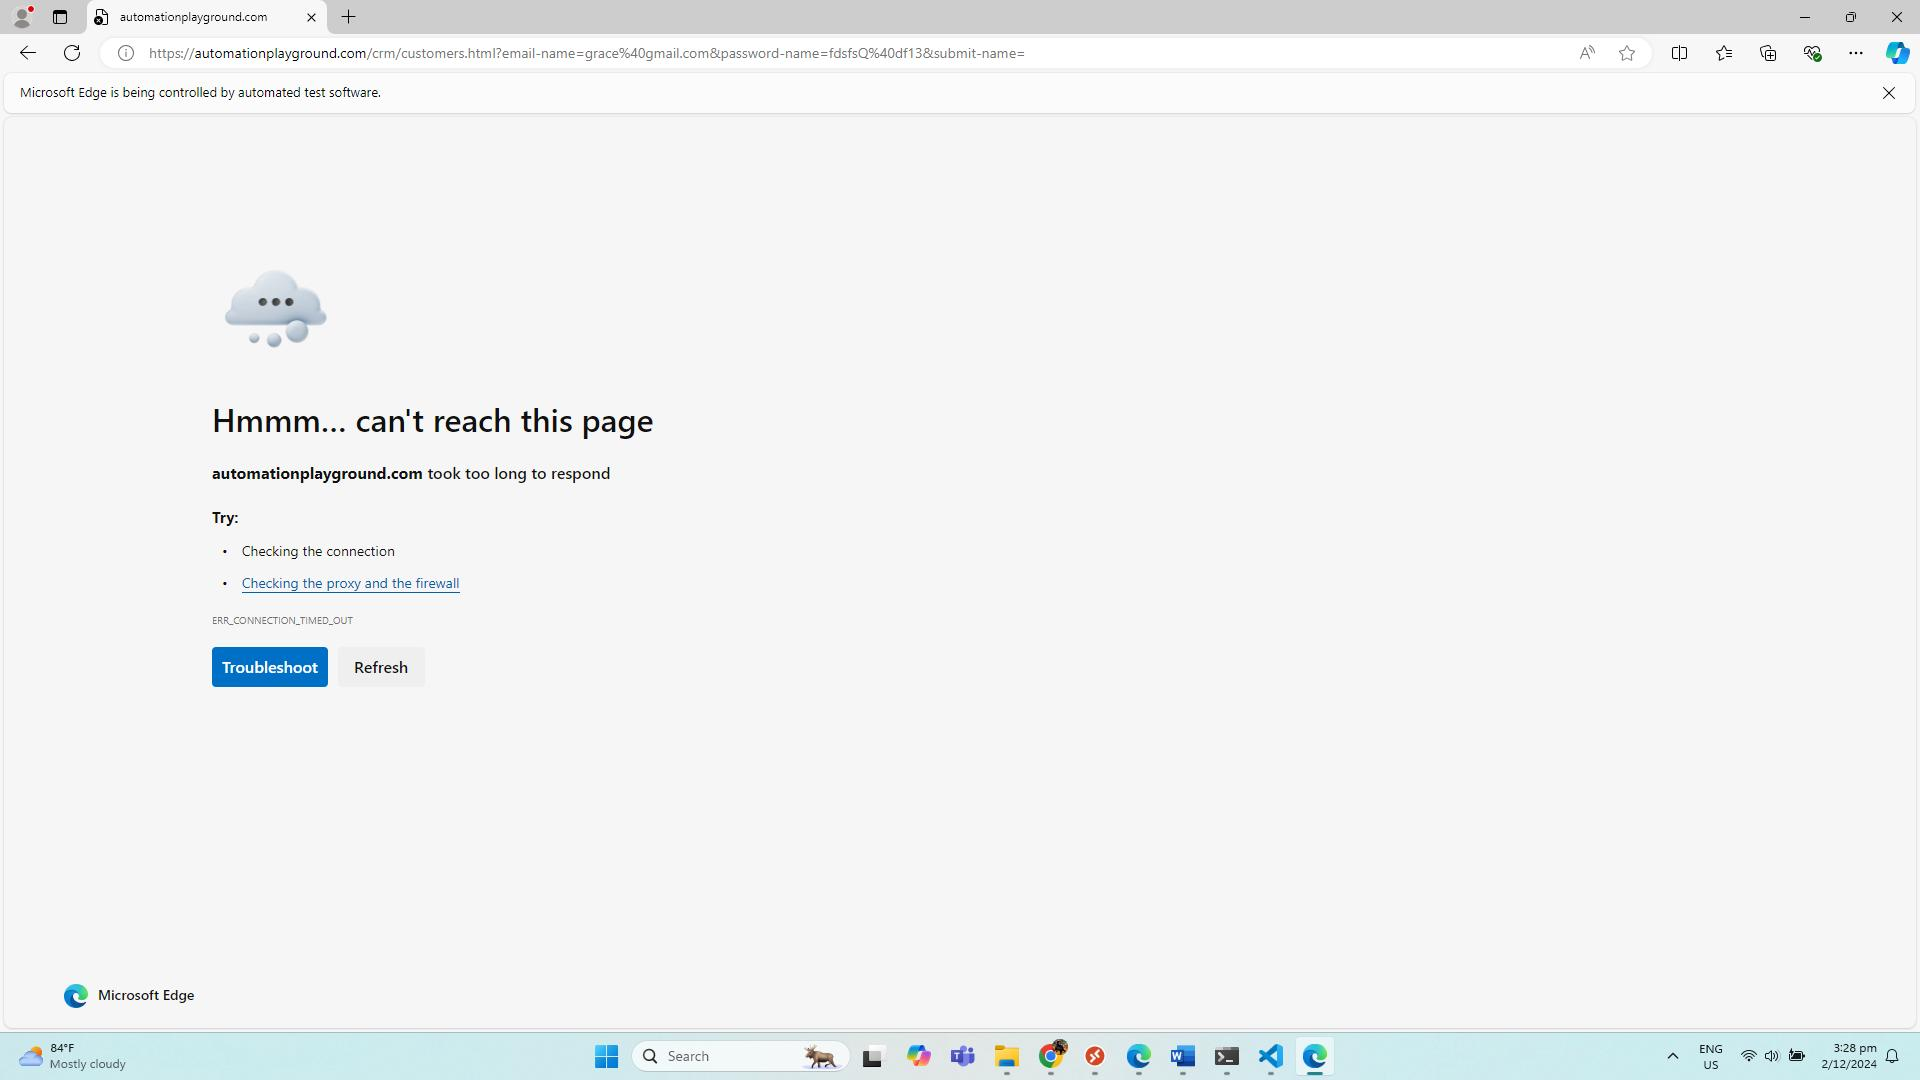 automationplayground.com
https://automationplayground.com/crm/customers.html?email-name=grace%40gmail.com&password-name=fdsfsQ%40df13&submit-name=
Microsoft Edge is being controlled by automated test software.
Hmmm... can't reach this page
automationplayground.com took too long to respond
Try:
• Checking the connection
• Checking the proxy and the firewall
ERR_CONNECTION_TIMED_OUT
Troubleshoot Refresh
Microsoft Edge
84°F
Mostly cloudy
Search
ENG
US
3:28 pm
2/12/2024